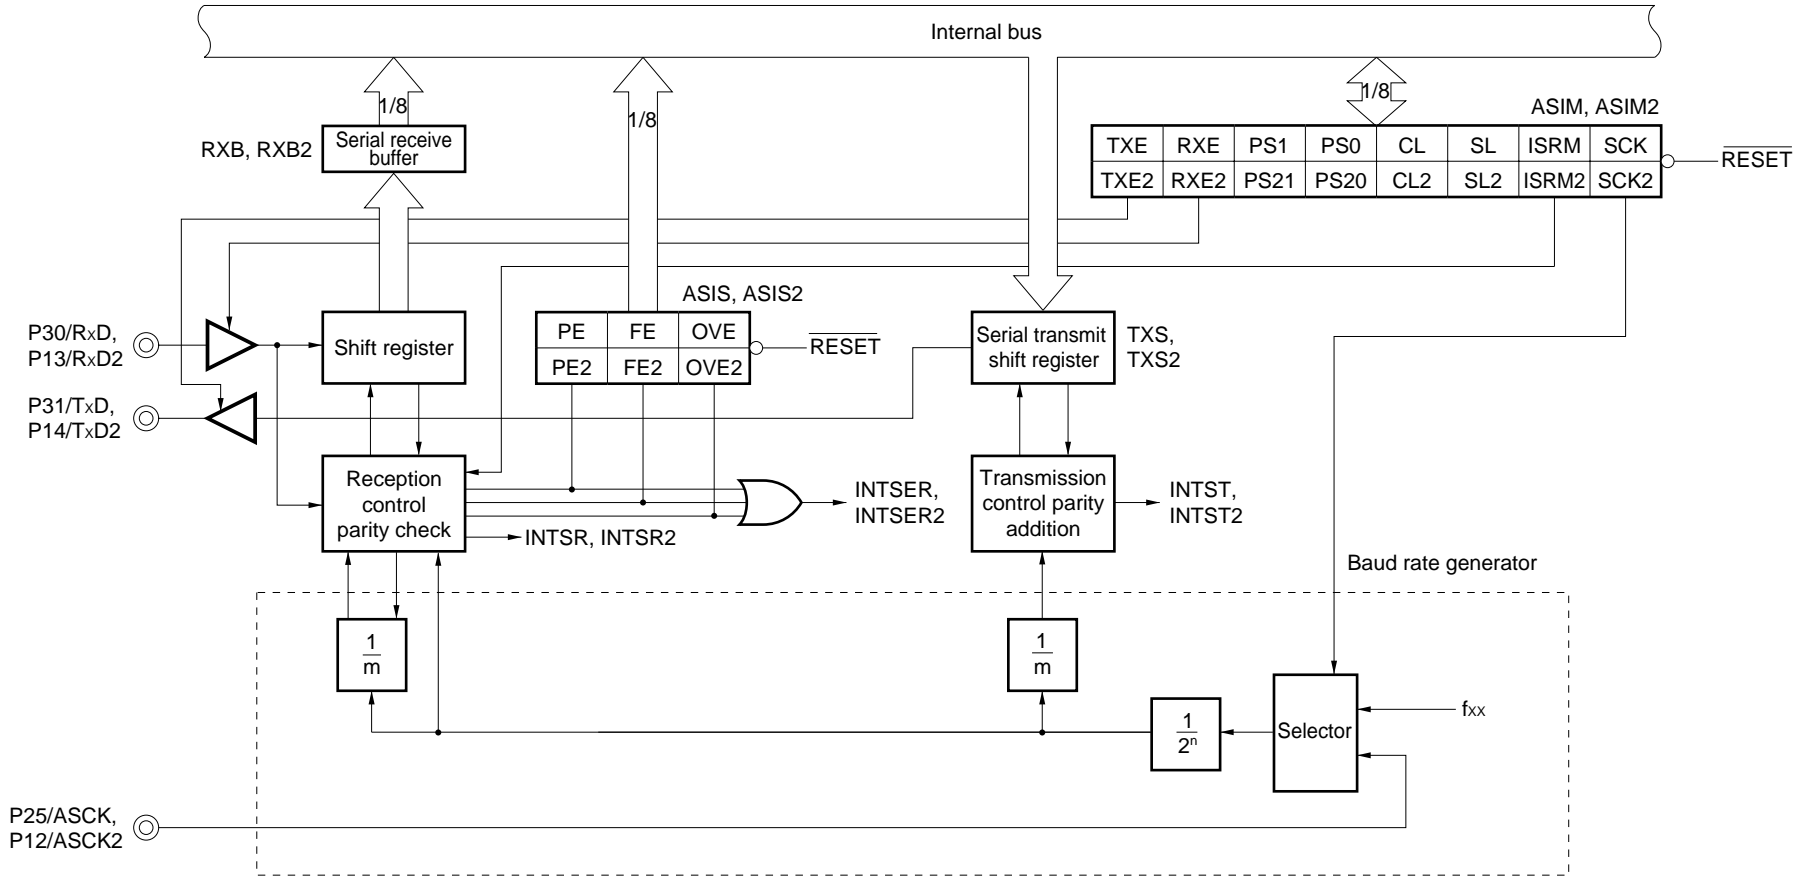 Internal bus
1/8
1/8
1/8
ASIM, ASIM2
RXB, RXB2
Serial receive
buffer
TXE RXE PS1 PS0 CL SL ISRM SCK
TXE2 RXE2 PS21 PS20 CL2 SL2 ISRM2 SCK2
RESET
ASIS, ASIS2
P30/RxD,
P13/RxD2
Shift register
PE FE OVE
PE2 FE2 OVE2
RESET
Serial transmit
shift register
TXS,
TXS2
P31/TxD,
P14/TxD2
Reception
control
parity check
INTSER,
INTSER2
INTSR, INTSR2
Transmission
control parity
addition
INTST,
INTST2
Baud rate generator
1
m
1
m
1
2n
Selector
fxx
P25/ASCK,
P12/ASCK2